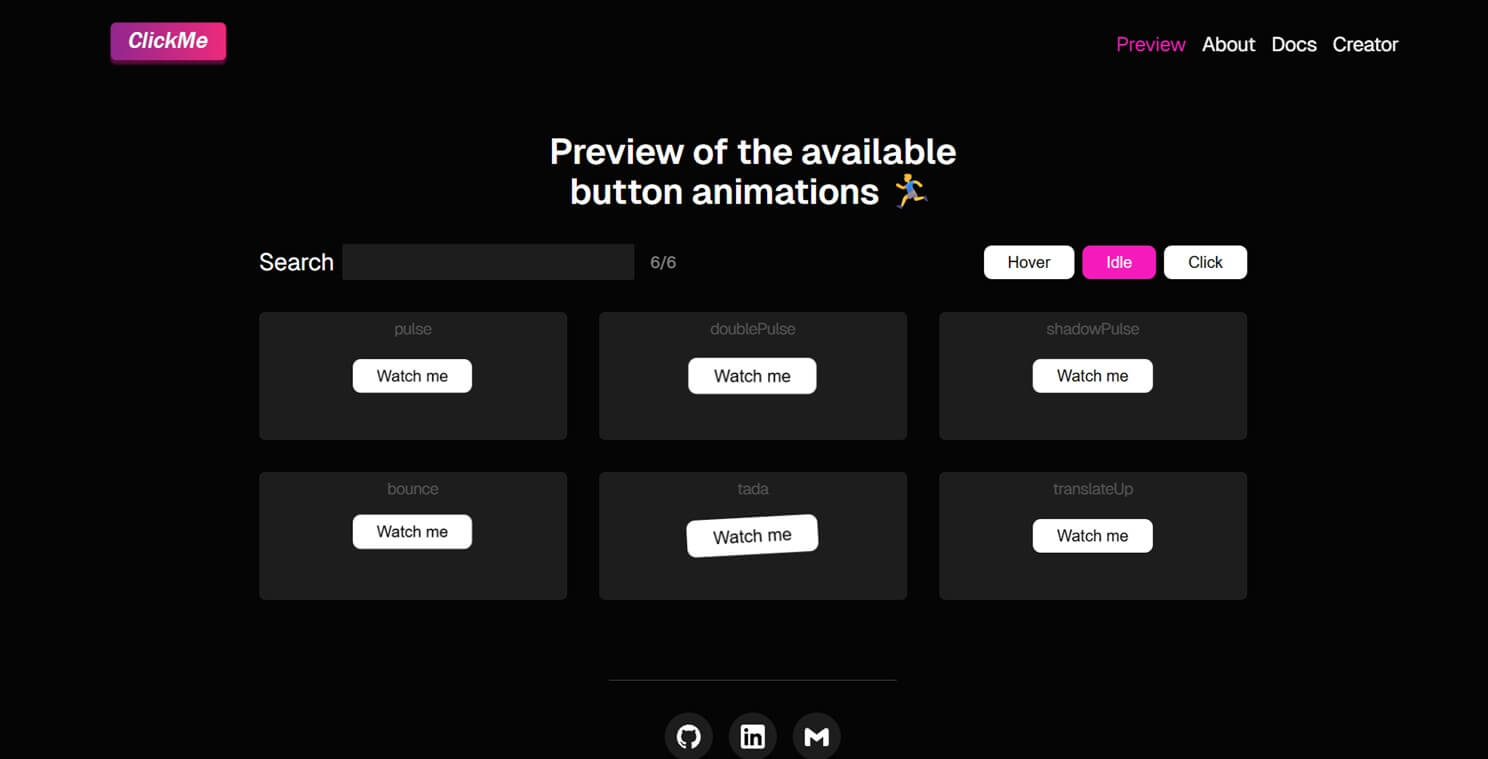 ClickMe
Preview About Docs Creator
Preview of the available
button animations 🏃‍♂️
Search 6/6 Hover Idle Click
pulse doublePulse shadowPulse
Watch me Watch me Watch me
bounce tada translateUp
Watch me Watch me Watch me
in